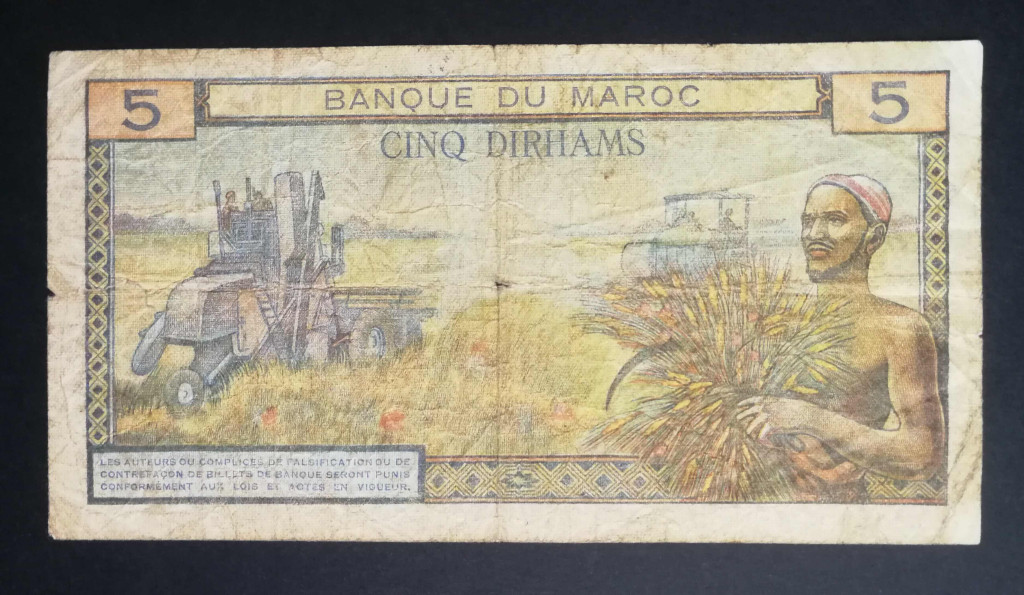 5 BANQUE DU MAROC 5
CINQ DIRHAMS
LES AUTEURS OU COMPLICES DE FALSIFICATION OU DE
CONTREFAÇON DE BILLETS DE BANQUE SERONT PUNIS
CONFORMÉMENT AUX LOIS ET ACTES EN VIGUEUR.